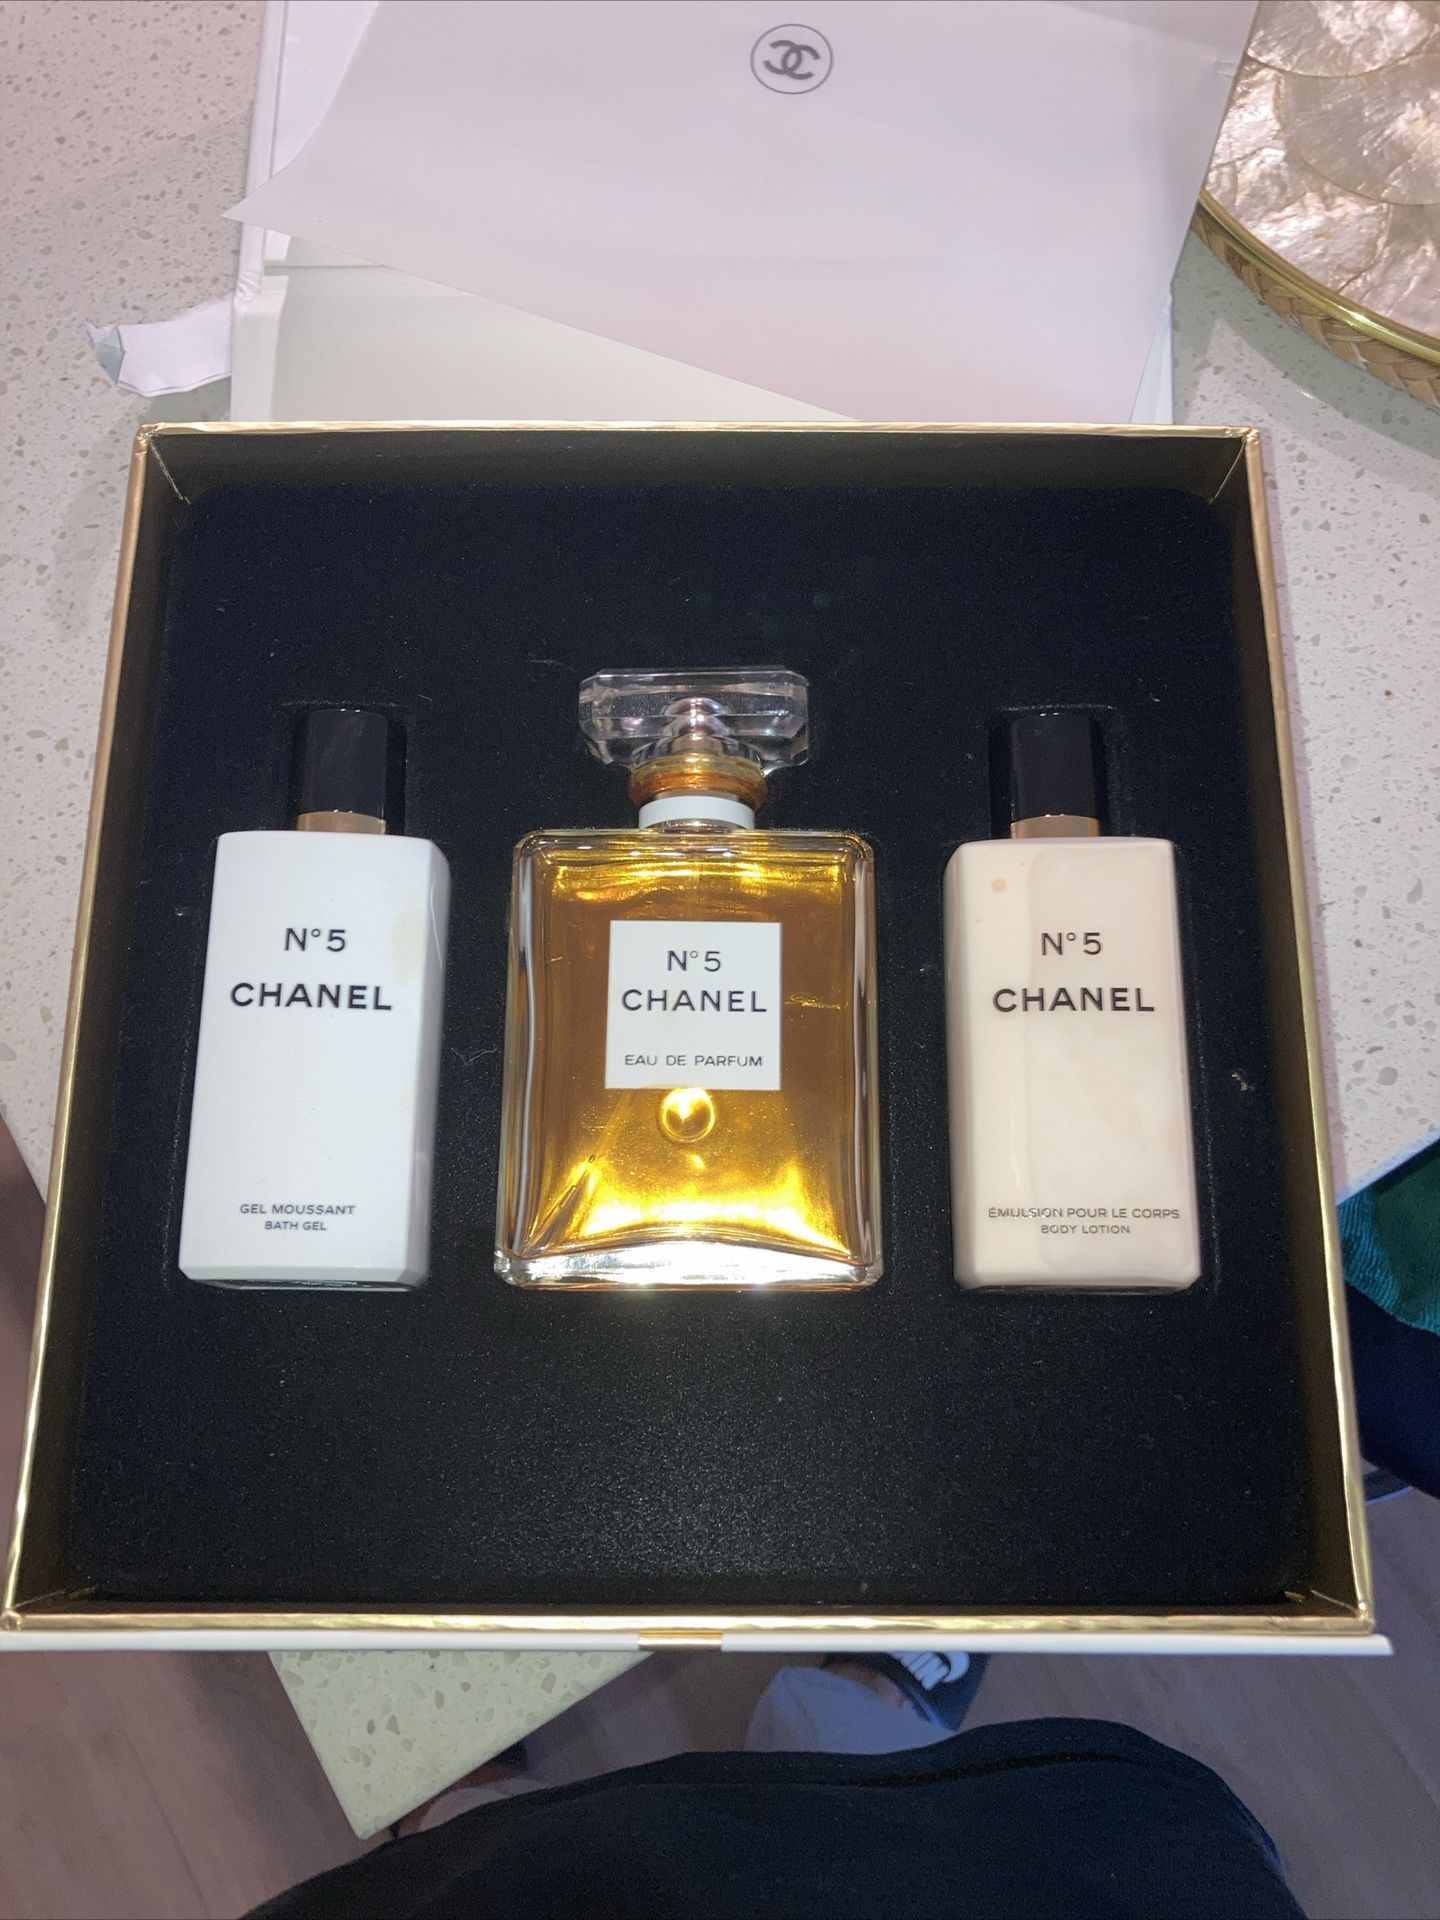 N°5
CHANEL
GEL MOUSSANT
BATH GEL
N°5
CHANEL
EAU DE PARFUM
N°5
CHANEL
ÉMULSION POUR LE CORPS
BODY LOTION